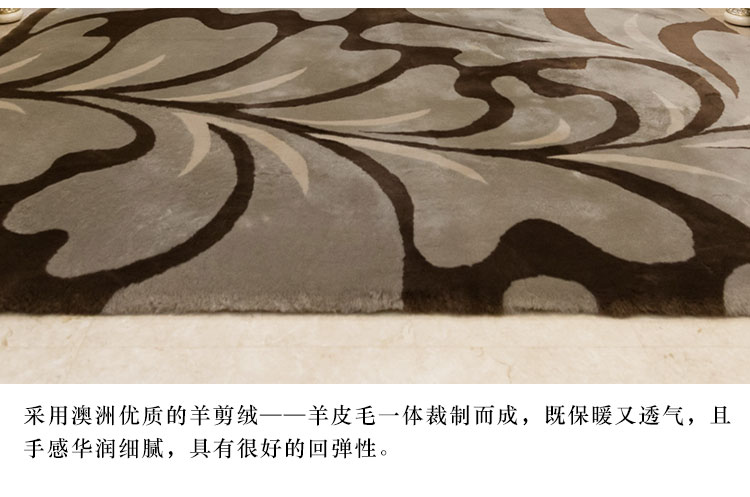 采用澳洲优质的羊剪绒——羊皮毛一体裁制而成，既保暖又透气，且
手感华润细腻，具有很好的回弹性。